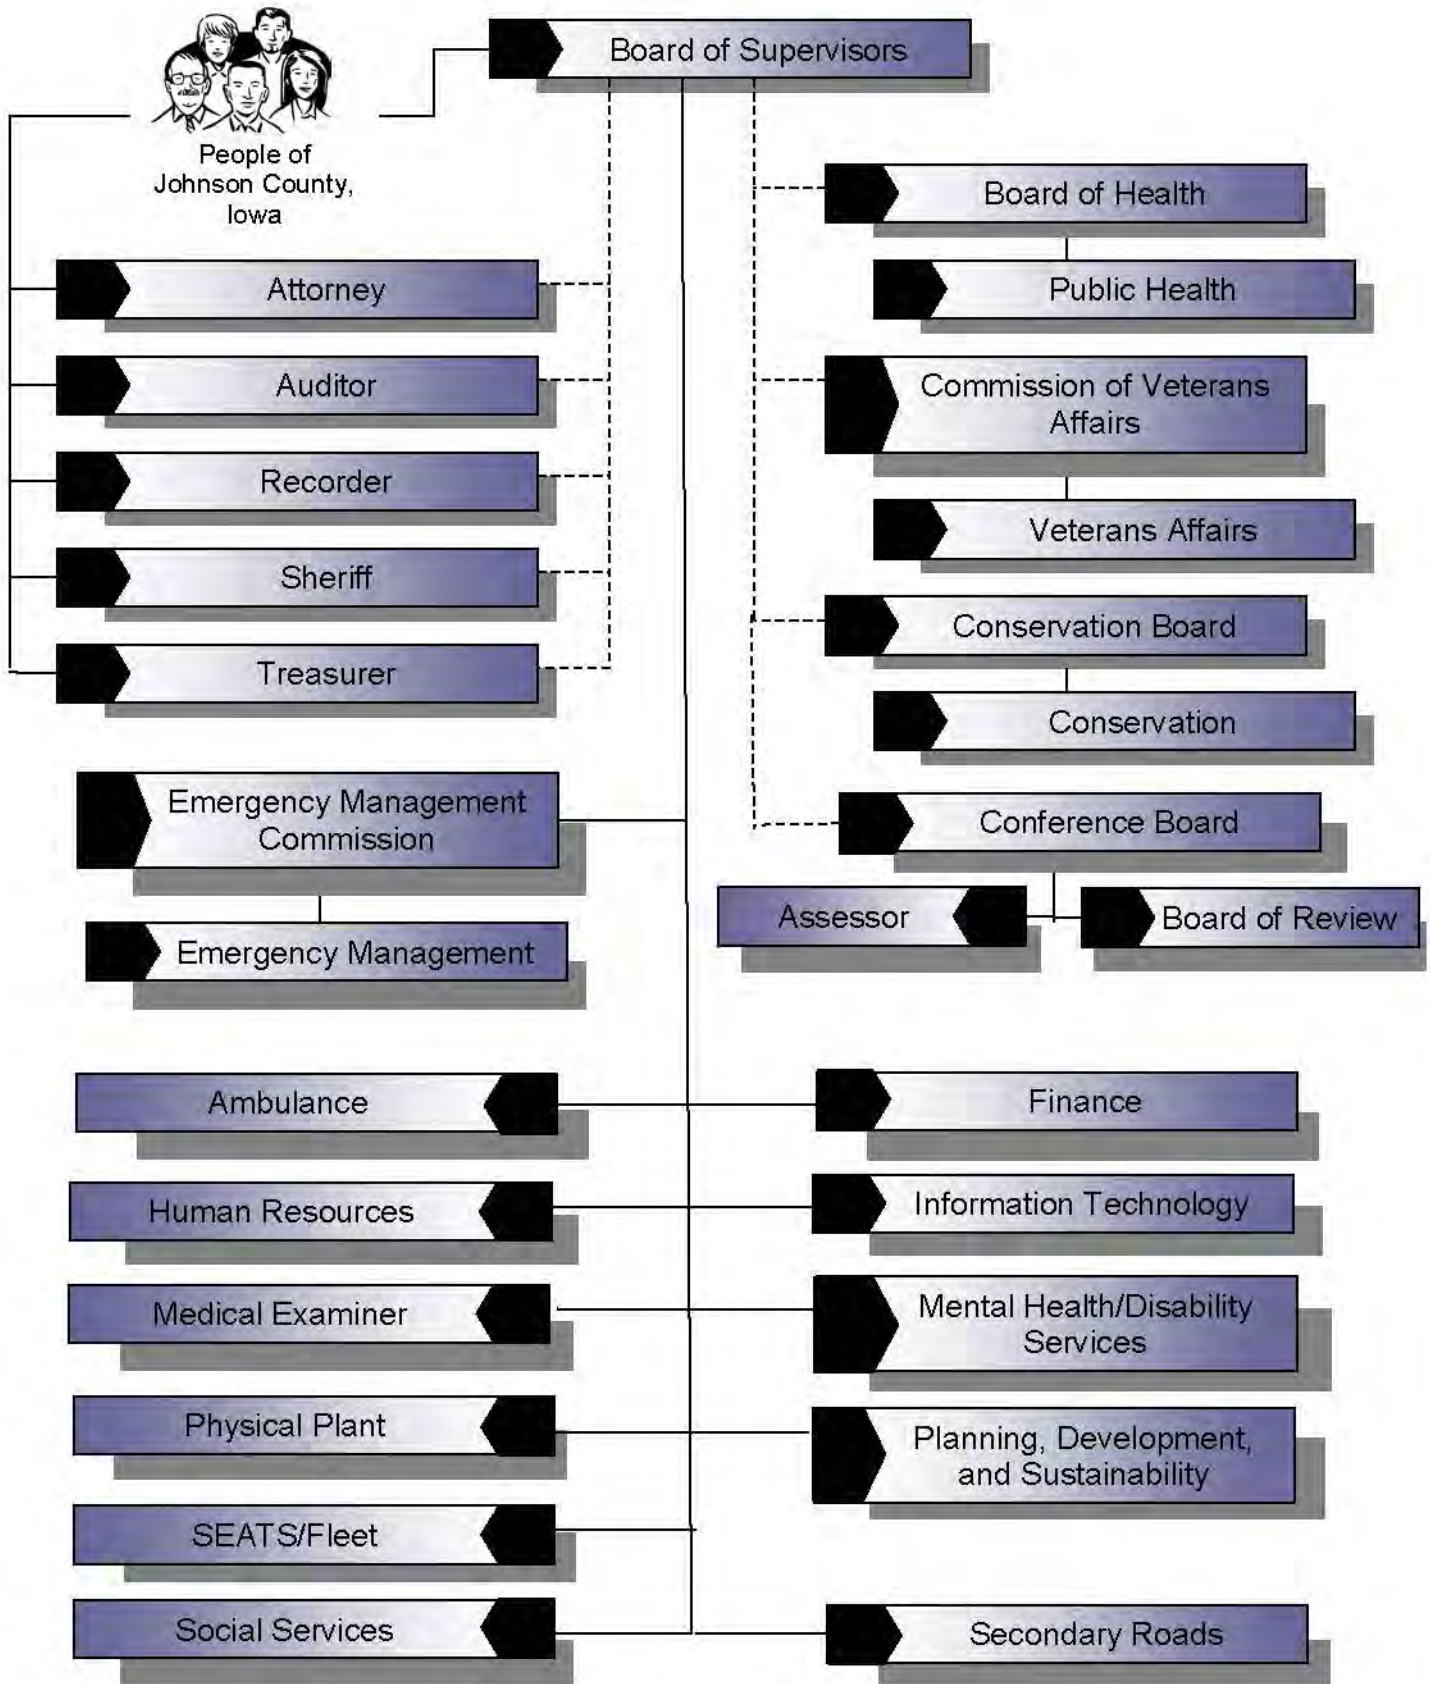 Board of Supervisors
People of
Johnson County,
Iowa
Attorney
Auditor
Recorder
Sheriff
Treasurer
Board of Health
Public Health
Commission of Veterans
Affairs
Veterans Affairs
Conservation Board
Conservation
Conference Board
Assessor
Board of Review
Emergency Management
Commission
Emergency Management
Ambulance
Finance
Human Resources
Information Technology
Medical Examiner
Mental Health/Disability
Services
Physical Plant
Planning, Development,
and Sustainability
SEATS/Fleet
Social Services
Secondary Roads